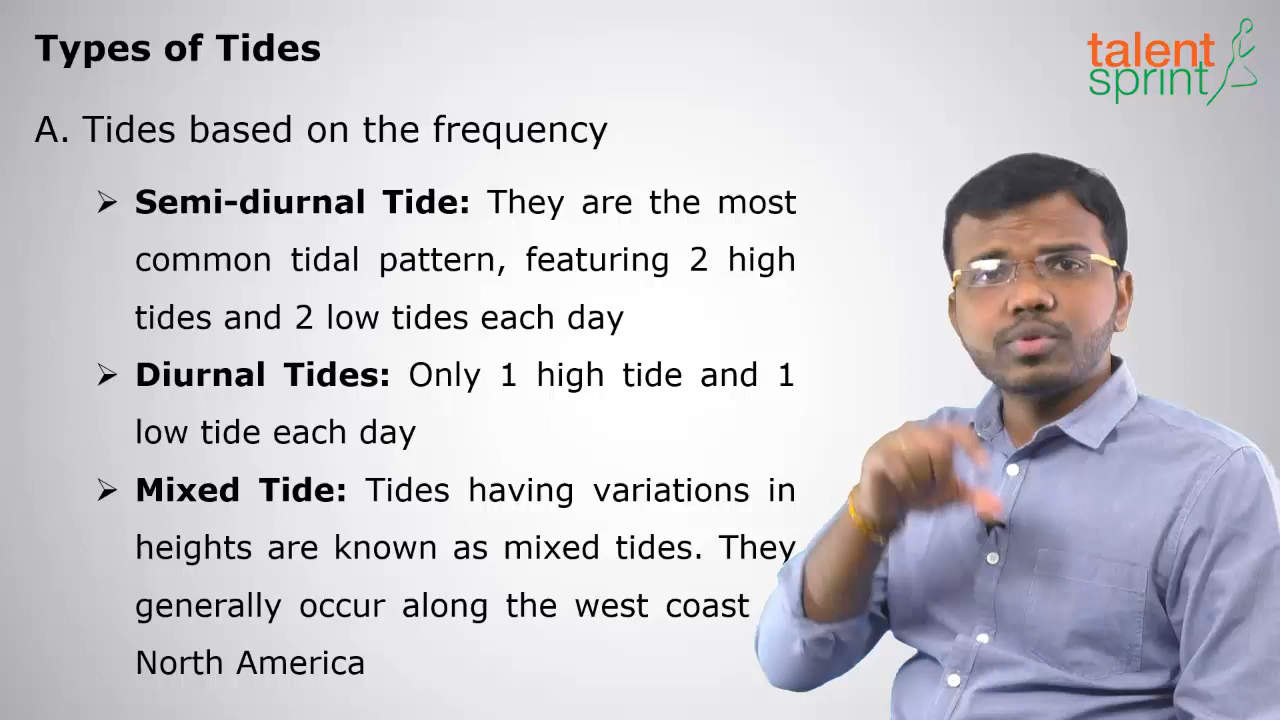 Types of Tides
talent
sprint
A. Tides based on the frequency
➢ Semi-diurnal Tide: They are the most
common tidal pattern, featuring 2 high
tides and 2 low tides each day
➢ Diurnal Tides: Only 1 high tide and 1
low tide each day
➢ Mixed Tide: Tides having variations in
heights are known as mixed tides. They
generally occur along the west coast
North America